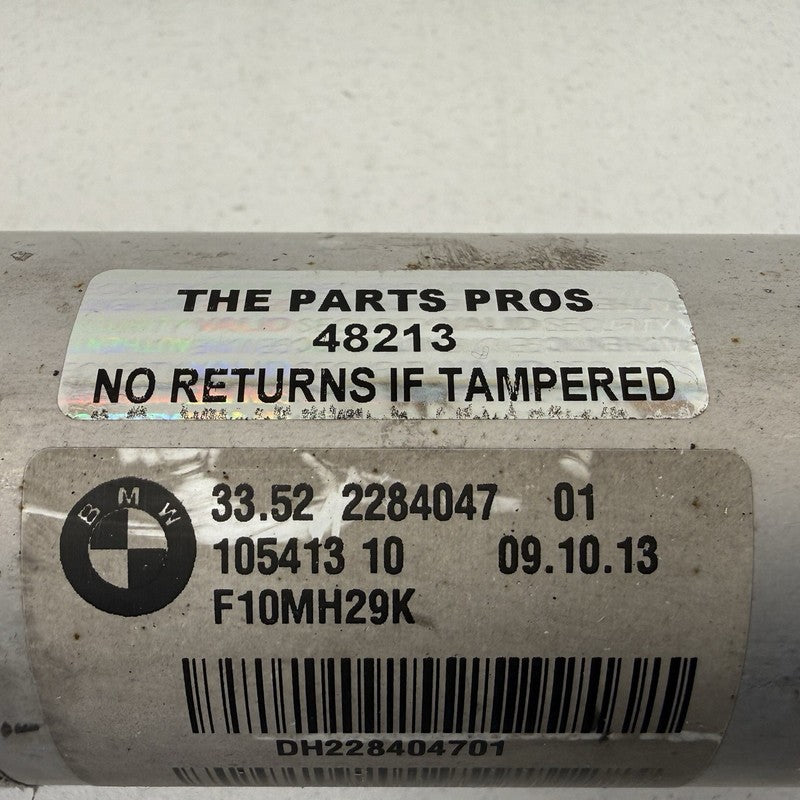 THE PARTS PROS
48213
NO RETURNS IF TAMPERED
BMW
33.52 2284047 01
105413 10 09.10.13
F10MH29K
DH228404701